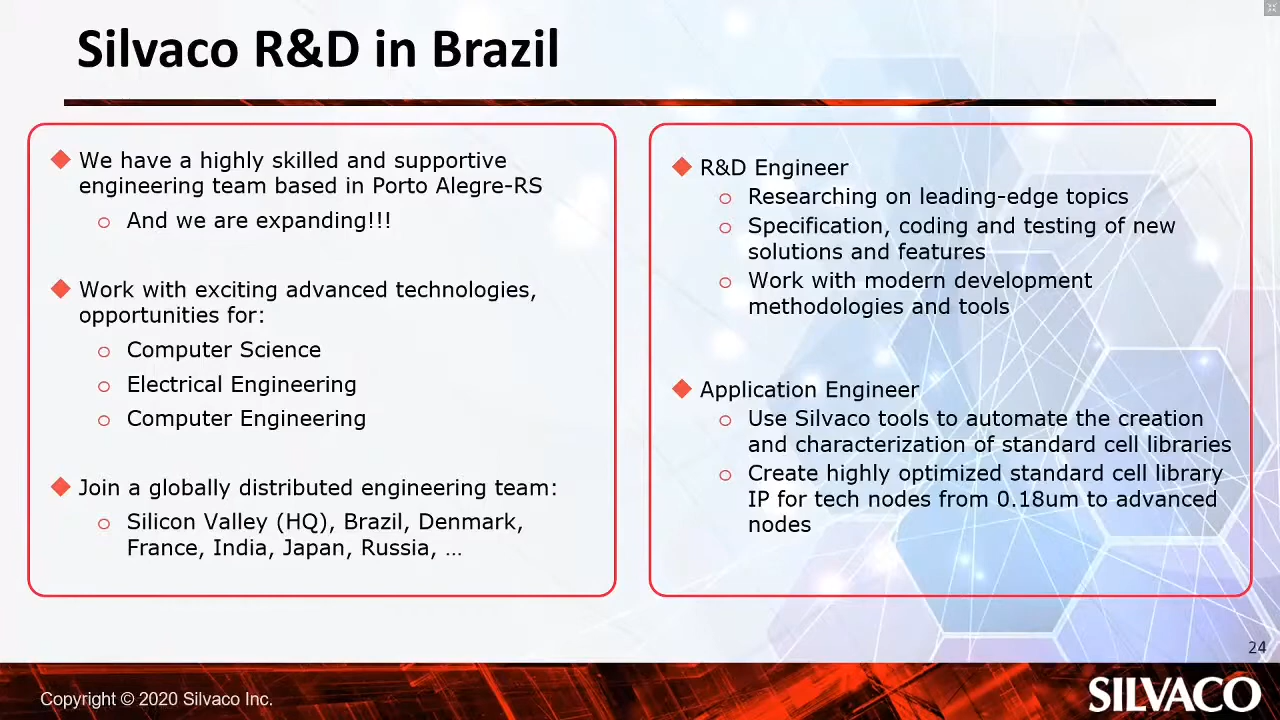 Silvaco R&D in Brazil
We have a highly skilled and supportive
engineering team based in Porto Alegre-RS
And we are expanding!!!
Work with exciting advanced technologies,
opportunities for:
Computer Science
Electrical Engineering
Computer Engineering
Join a globally distributed engineering team:
Silicon Valley (HQ), Brazil, Denmark,
France, India, Japan, Russia, …
R&D Engineer
Researching on leading-edge topics
Specification, coding and testing of new
solutions and features
Work with modern development
methodologies and tools
Application Engineer
Use Silvaco tools to automate the creation
and characterization of standard cell libraries
Create highly optimized standard cell library
IP for tech nodes from 0.18um to advanced
nodes
24
Copyright © 2020 Silvaco Inc.
SILVACO